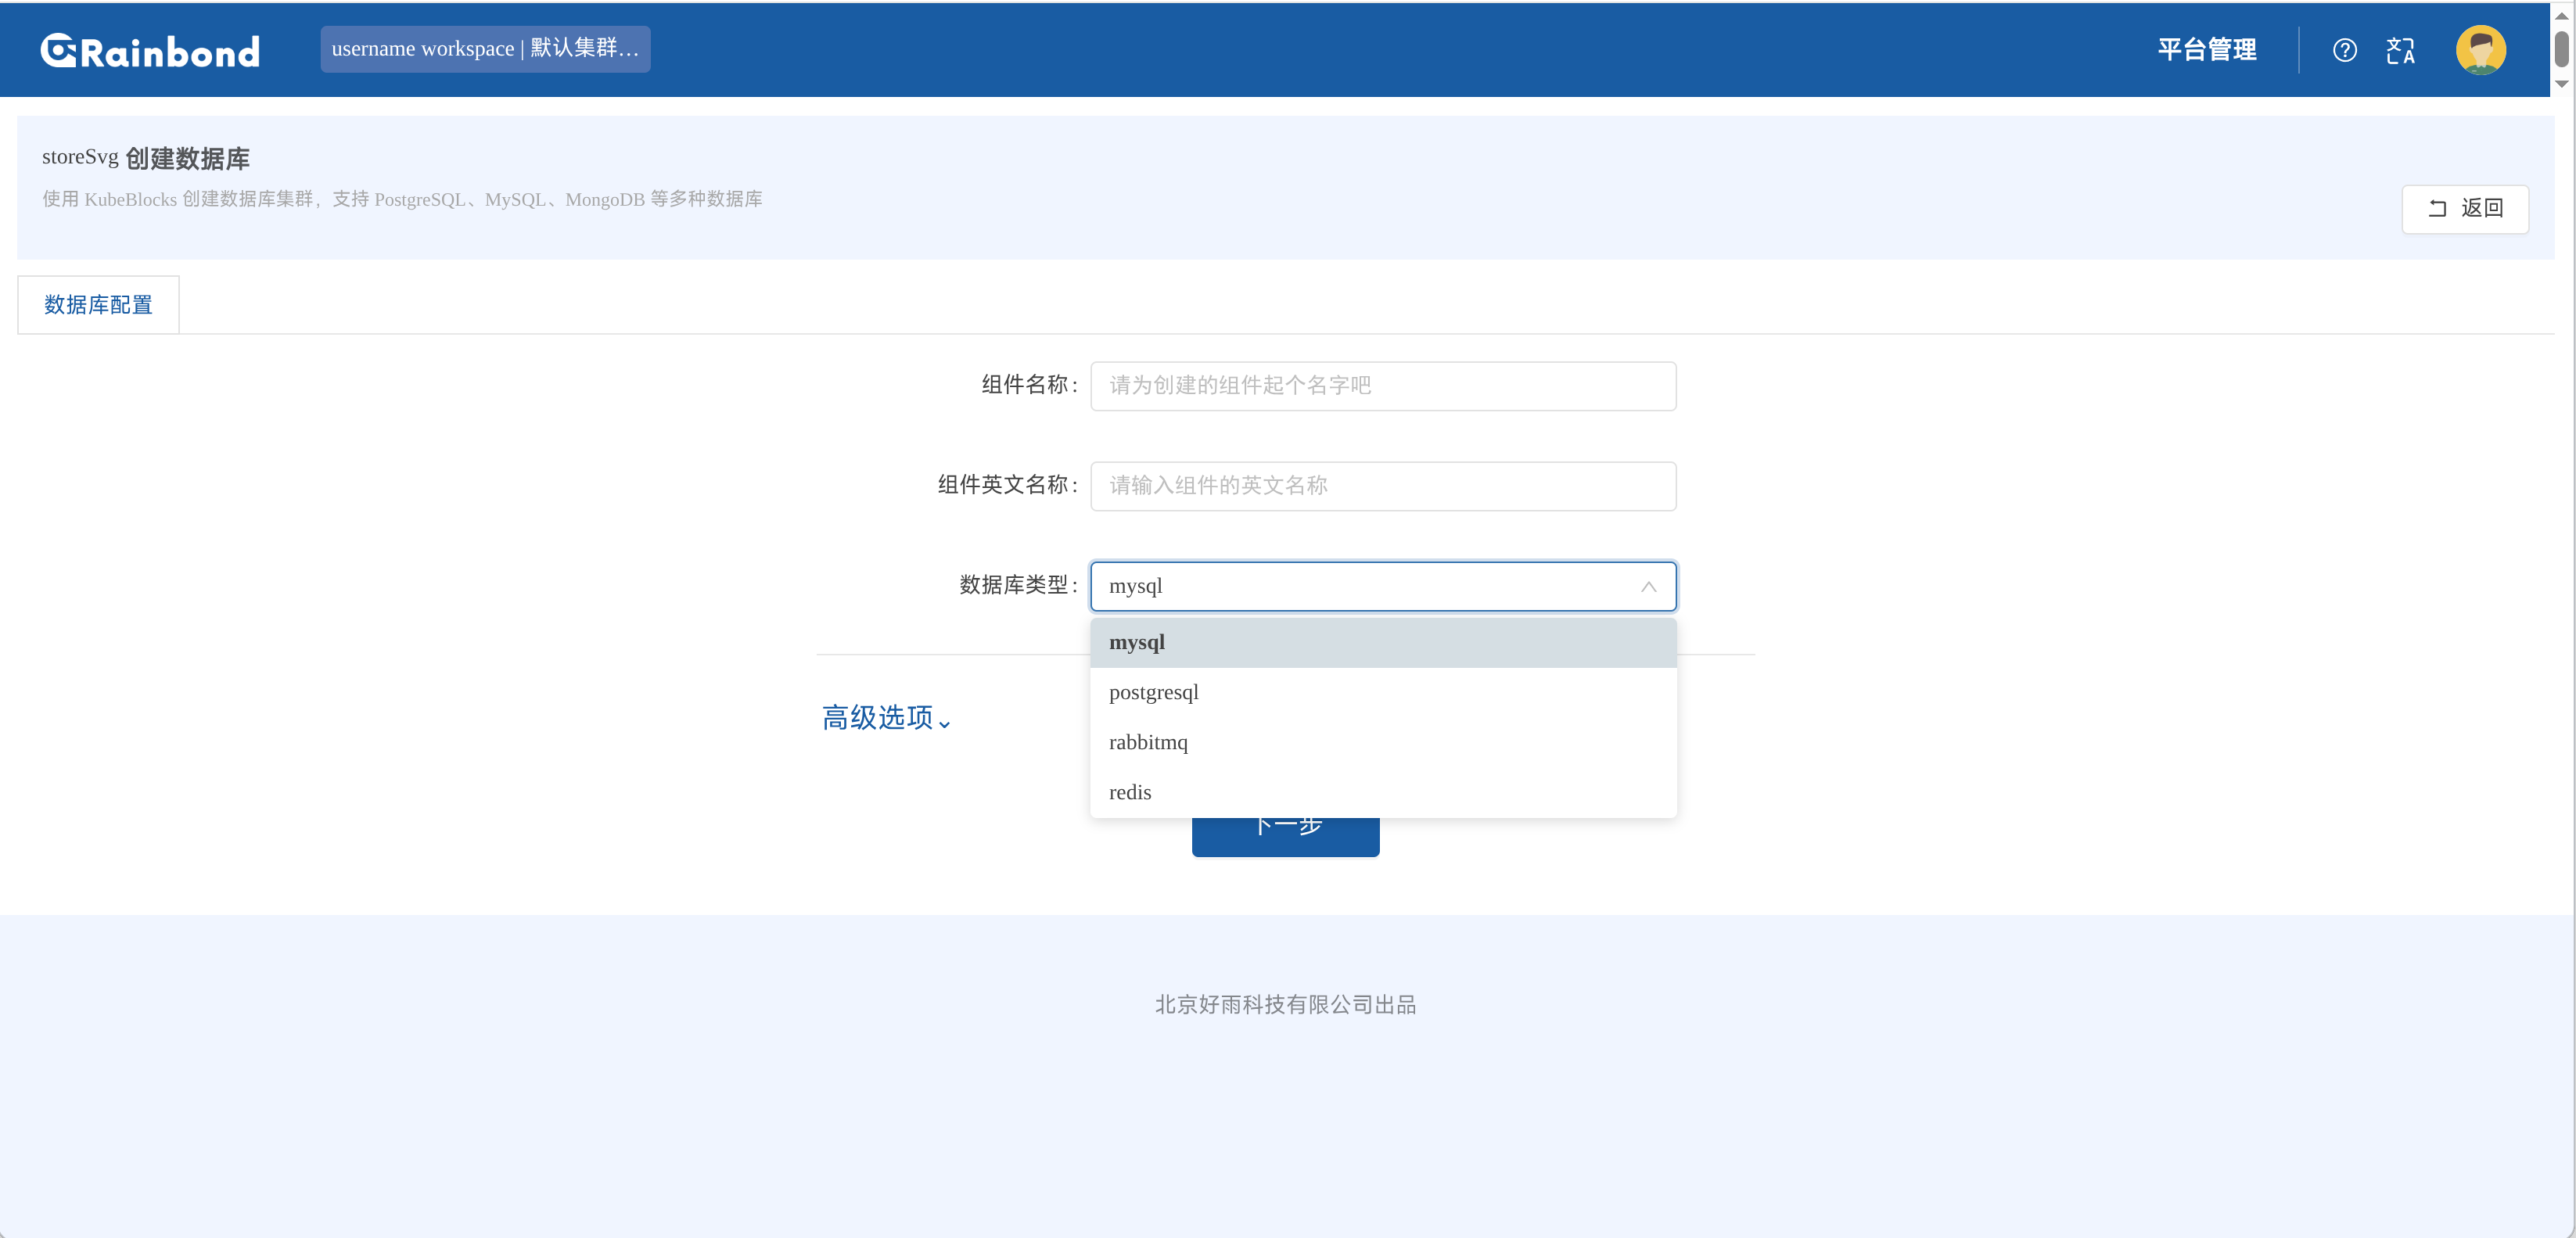 Rainbond
username workspace | 默认集群...
平台管理
storeSvg 创建数据库
使用 KubeBlocks 创建数据库集群，支持 PostgreSQL、MySQL、MongoDB 等多种数据库
返回
数据库配置
组件名称:
请为创建的组件起个名字吧
组件英文名称:
请输入组件的英文名称
数据库类型:
mysql
mysql
postgresql
rabbitmq
redis
高级选项
下一步
北京好雨科技有限公司出品